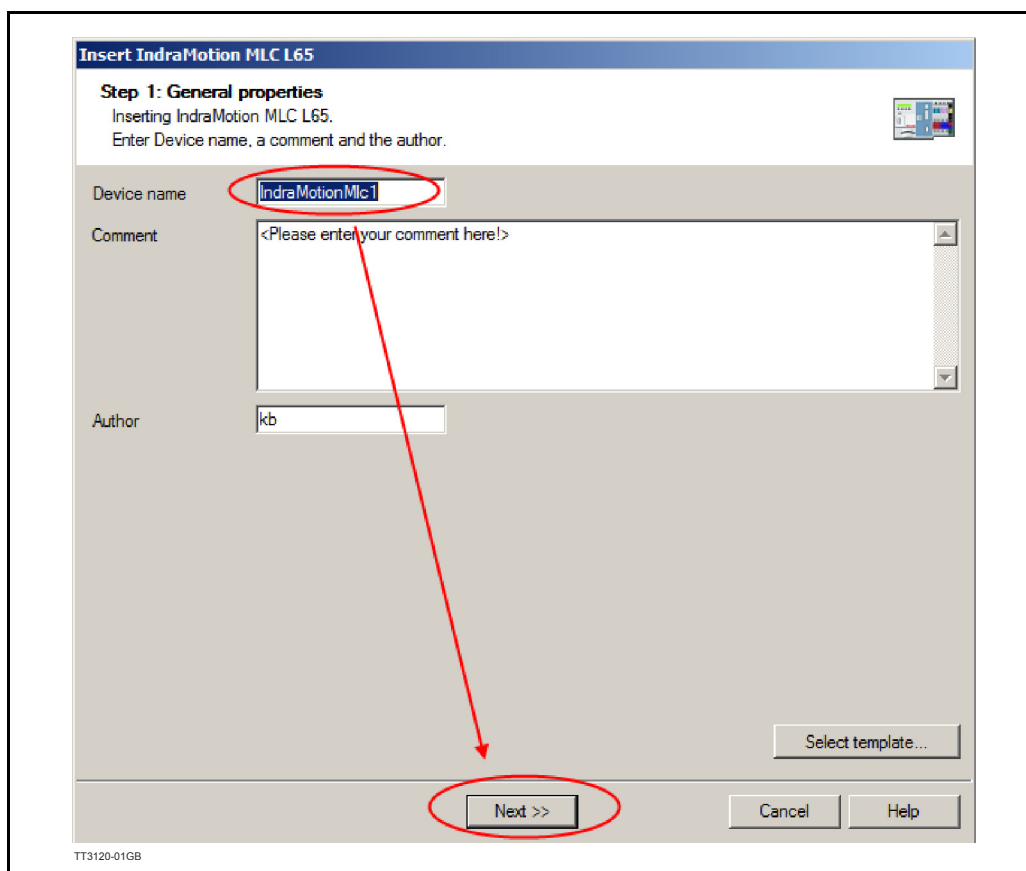 Insert IndraMotion MLC L65
Step 1: General properties
Inserting IndraMotion MLC L65.
Enter Device name, a comment and the author.
Device name
IndraMotionMlc1
Comment
<Please enter your comment here!>
Author
kb
Select template...
Next >>
Cancel
Help
TT3120-01GB